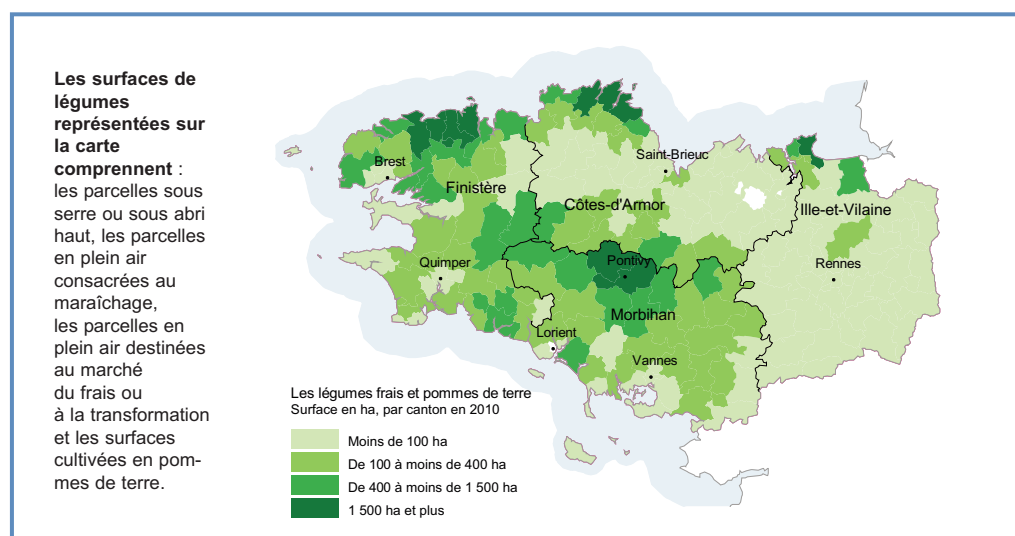 Les surfaces de
légumes
représentées sur
la carte
comprennent :
les parcelles sous
serre ou sous abri
haut, les parcelles
en plein air
consacrées au
maraîchage,
les parcelles en
plein air destinées
au marché
du frais ou
à la transformation
et les surfaces
cultivées en pom-
mes de terre.
Saint-Brieuc
Brest
Finistère
Côtes-d'Armor
Ille-et-Vilaine
Quimper
Pontivy
Rennes
Morbihan
Lorient
Vannes
Les légumes frais et pommes de terre
Surface en ha, par canton en 2010
Moins de 100 ha
De 100 à moins de 400 ha
De 400 à moins de 1 500 ha
1 500 ha et plus